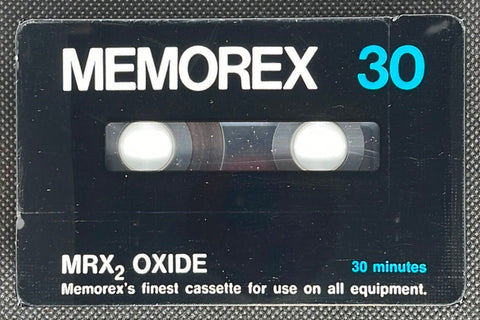 MEMOREX 30
MRX₂ OXIDE 30 minutes
Memorex's finest cassette for use on all equipment.